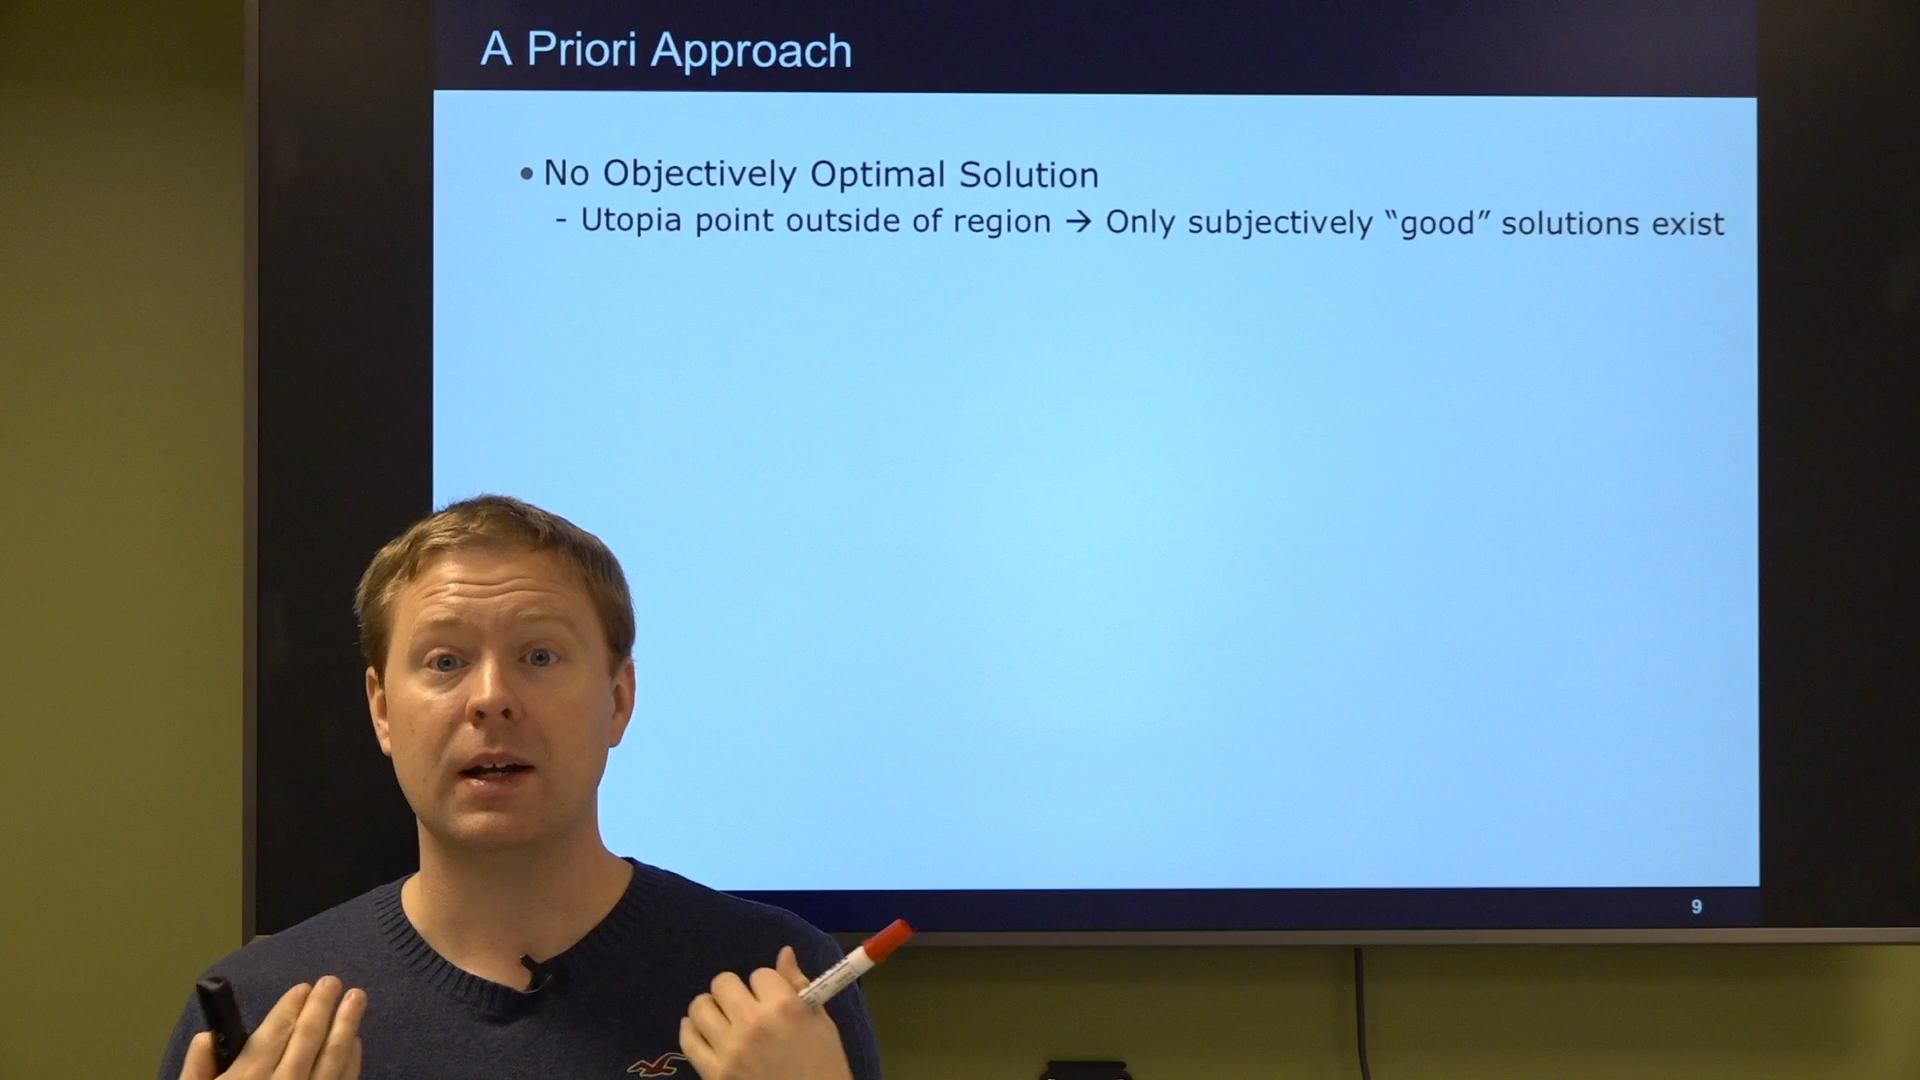 A Priori Approach
• No Objectively Optimal Solution
- Utopia point outside of region → Only subjectively “good” solutions exist
9